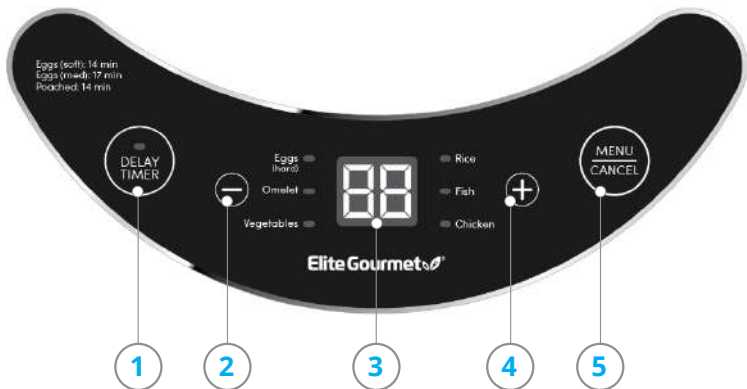 Eggs (soft): 14 min
Eggs (med): 17 min
Poached: 14 min
DELAY
TIMER
Eggs
(hard)
Omelet
Vegetables
88
Rice
Fish
Chicken
MENU
CANCEL
Elite Gourmet
1
2
3
4
5